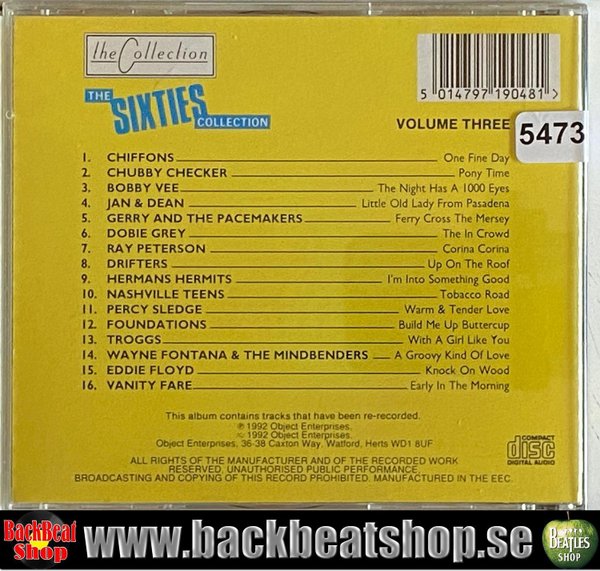 the Collection
THE SIXTIES COLLECTION
5 014797 190481 >
VOLUME THREE
5473
1. CHIFFONS One Fine Day
2. CHUBBY CHECKER Pony Time
3. BOBBY VEE The Night Has A 1000 Eyes
4. JAN & DEAN Little Old Lady From Pasadena
5. GERRY AND THE PACEMAKERS Ferry Cross The Mersey
6. DOBIE GREY The In Crowd
7. RAY PETERSON Corina Corina
8. DRIFTERS Up On The Roof
9. HERMANS HERMITS I'm Into Something Good
10. NASHVILLE TEENS Tobacco Road
11. PERCY SLEDGE Warm & Tender Love
12. FOUNDATIONS Build Me Up Buttercup
13. TROGGS With A Girl Like You
14. WAYNE FONTANA & THE MINDBENDERS A Groovy Kind Of Love
15. EDDIE FLOYD Knock On Wood
16. VANITY FARE Early In The Morning
This album contains tracks that have been re-recorded.
℗ 1992 Object Enterprises.
© 1992 Object Enterprises.
Object Enterprises, 36-38 Caxton Way, Watford, Herts WD1 8UF
ALL RIGHTS OF THE MANUFACTURER AND OF THE RECORDED WORK
RESERVED. UNAUTHORISED PUBLIC PERFORMANCE.
BROADCASTING AND COPYING OF THIS RECORD PROHIBITED. MANUFACTURED IN THE EEC.
COMPACT
disc
DIGITAL AUDIO
BackBeat
Shop
www.backbeatshop.se
BEATLES
SHOP